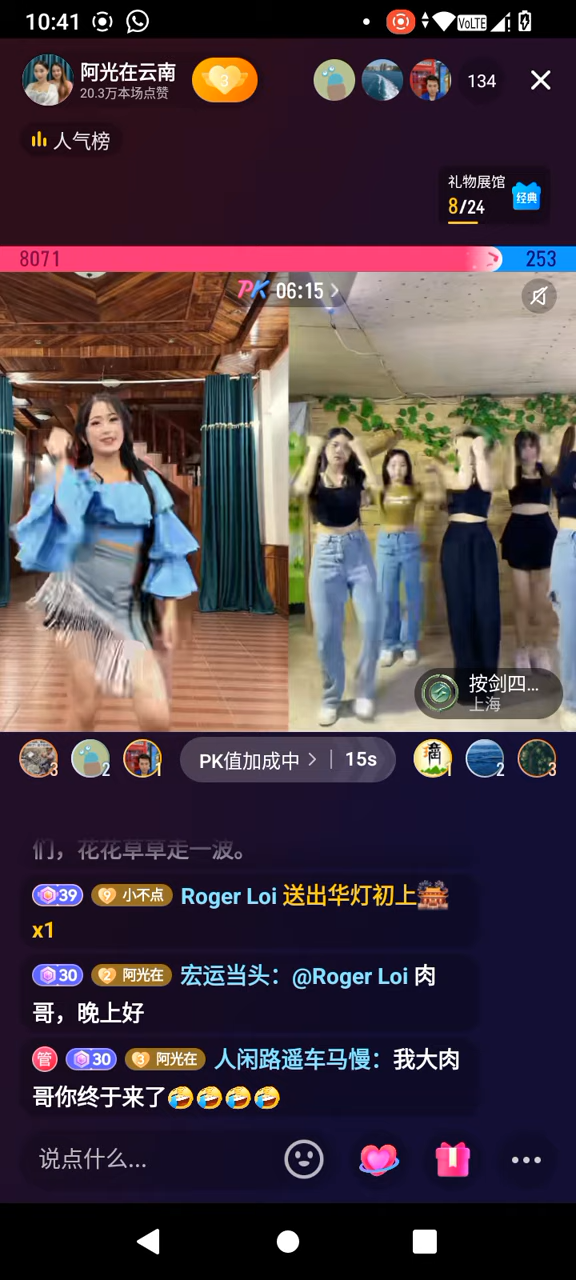 10:41
VoLTE
阿光在云南
20.3万本场点赞
3
134
人气榜
礼物展馆
8/24
经典
8071
253
PK 06:15
按剑四...
上海
3
2
1
PK值加成中
15s
1
2
3
们，花花草草走一波。
39 9 小不点 Roger Loi 送出华灯初上
x1
30 2 阿光在 宏运当头：@Roger Loi 肉
哥，晚上好
管 30 3 阿光在 人闲路遥车马慢：我大肉
哥你终于来了🤣🤣🤣🤣
说点什么...